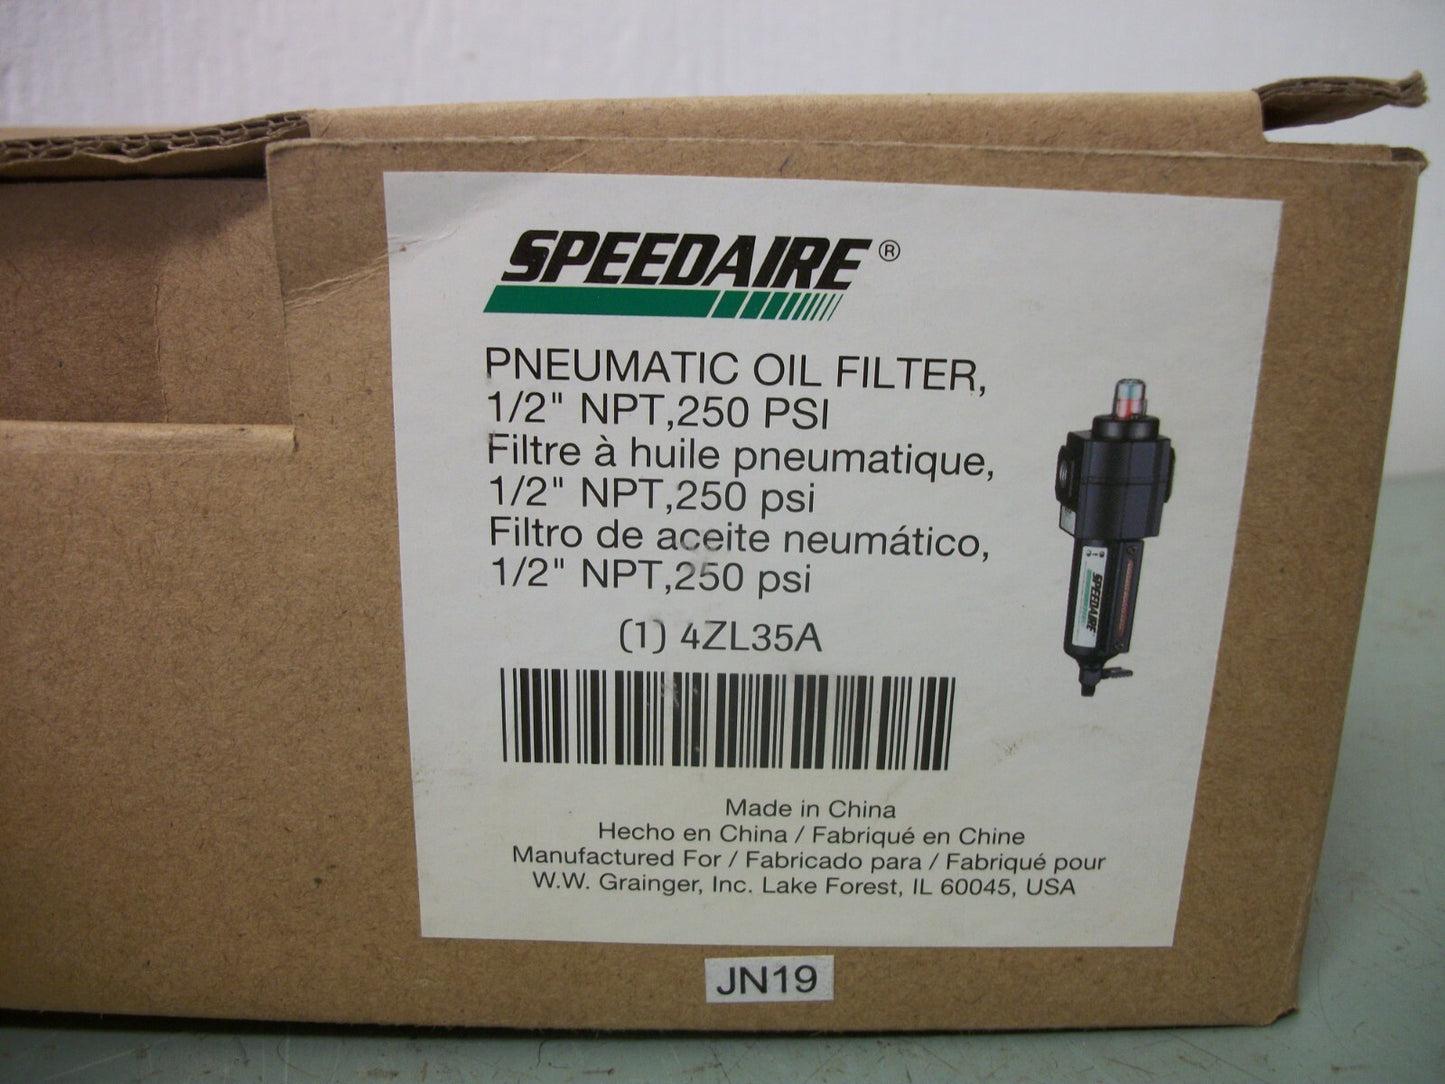 SPEEDAIRE®
PNEUMATIC OIL FILTER,
1/2" NPT,250 PSI
Filtre à huile pneumatique,
1/2" NPT,250 psi
Filtro de aceite neumático,
1/2" NPT,250 psi
(1) 4ZL35A
SPEEDAIRE
Made in China
Hecho en China / Fabriqué en Chine
Manufactured For / Fabricado para / Fabriqué pour
W.W. Grainger, Inc. Lake Forest, IL 60045, USA
JN19